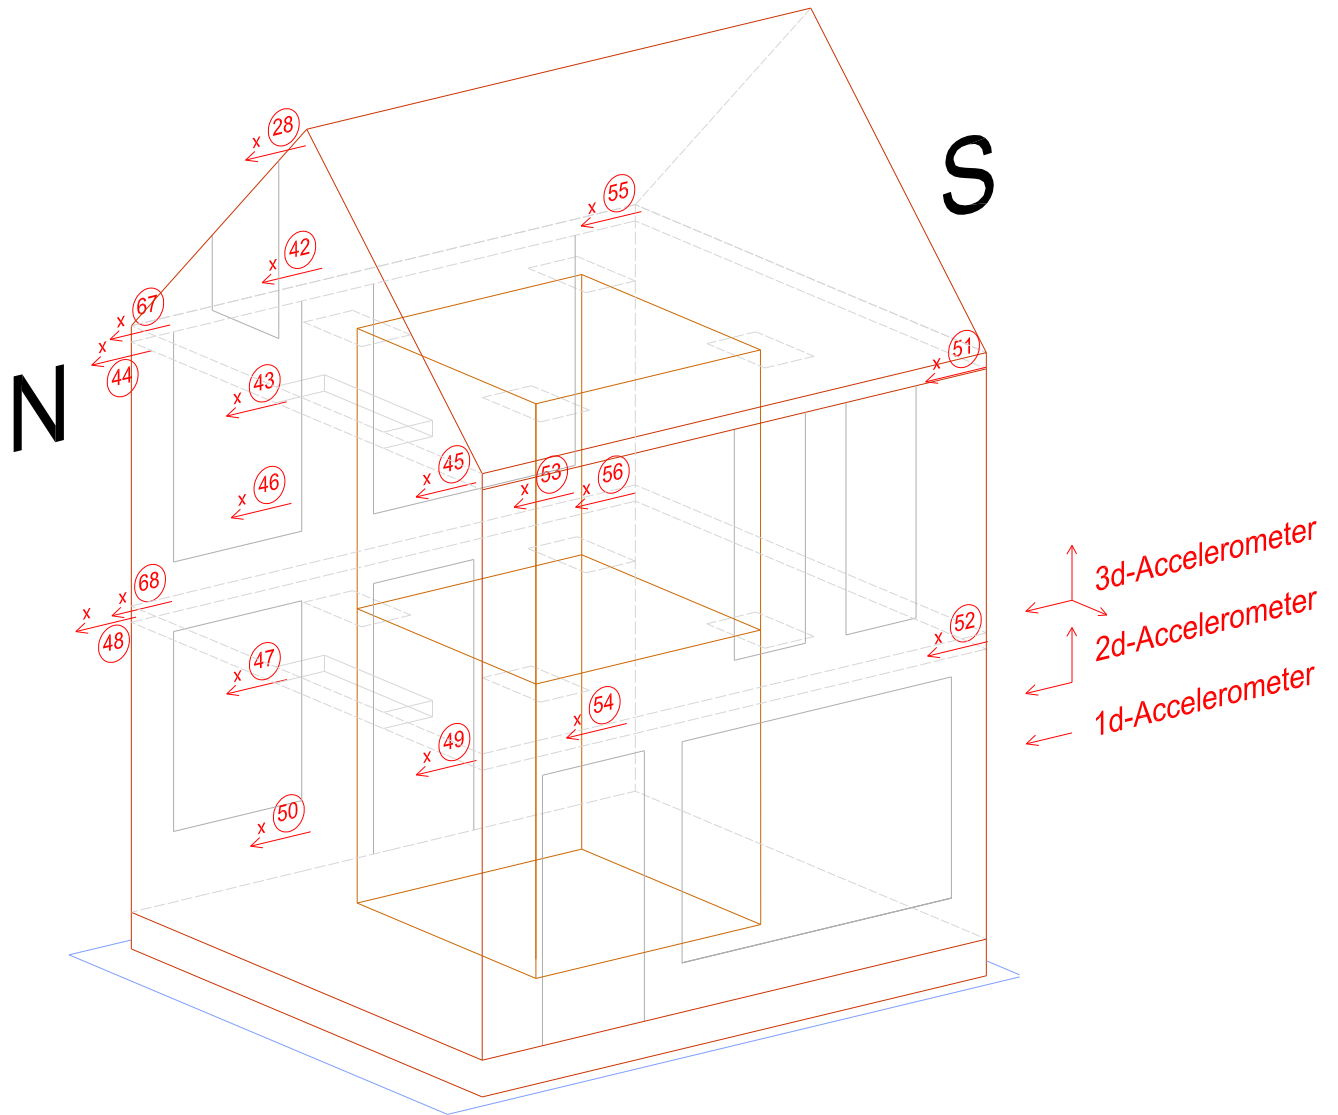 x 28
S
x 55
x 42
x 67
x 44
x 51
N
x 43
x 45
x 53
x 56
x 46
3d-Accelerometer
x 68
2d-Accelerometer
x 48
x 52
x 47
1d-Accelerometer
x 54
x 49
x 50